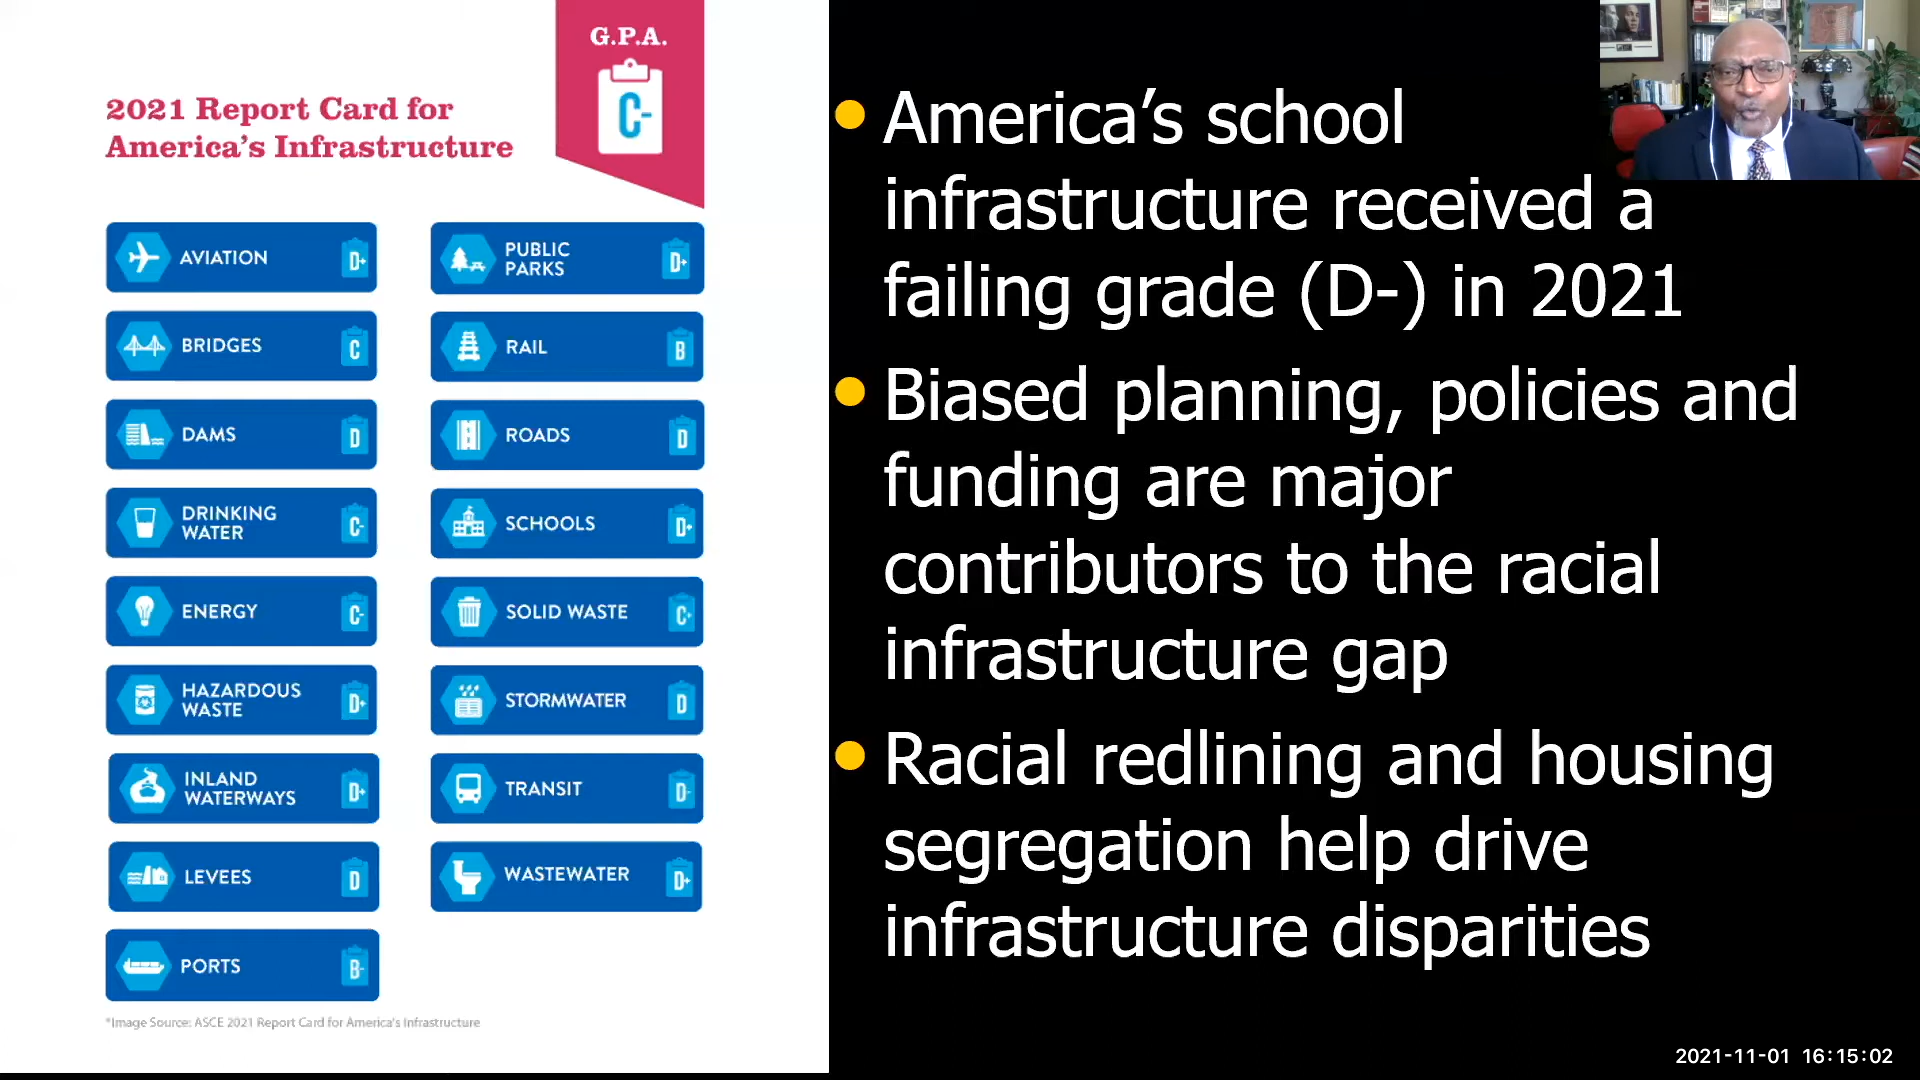 G.P.A.
C-
2021 Report Card for
America's Infrastructure
AVIATION D+
BRIDGES C
DAMS D
DRINKING
WATER C-
ENERGY C-
HAZARDOUS
WASTE D+
INLAND
WATERWAYS D+
LEVEES D
PORTS B-
PUBLIC
PARKS D+
RAIL B
ROADS D
SCHOOLS D+
SOLID WASTE C+
STORMWATER D
TRANSIT D-
WASTEWATER D+
*Image Source: ASCE 2021 Report Card for America's Infrastructure
• America’s school
infrastructure received a
failing grade (D-) in 2021
• Biased planning, policies and
funding are major
contributors to the racial
infrastructure gap
• Racial redlining and housing
segregation help drive
infrastructure disparities
2021-11-01 16:15:02